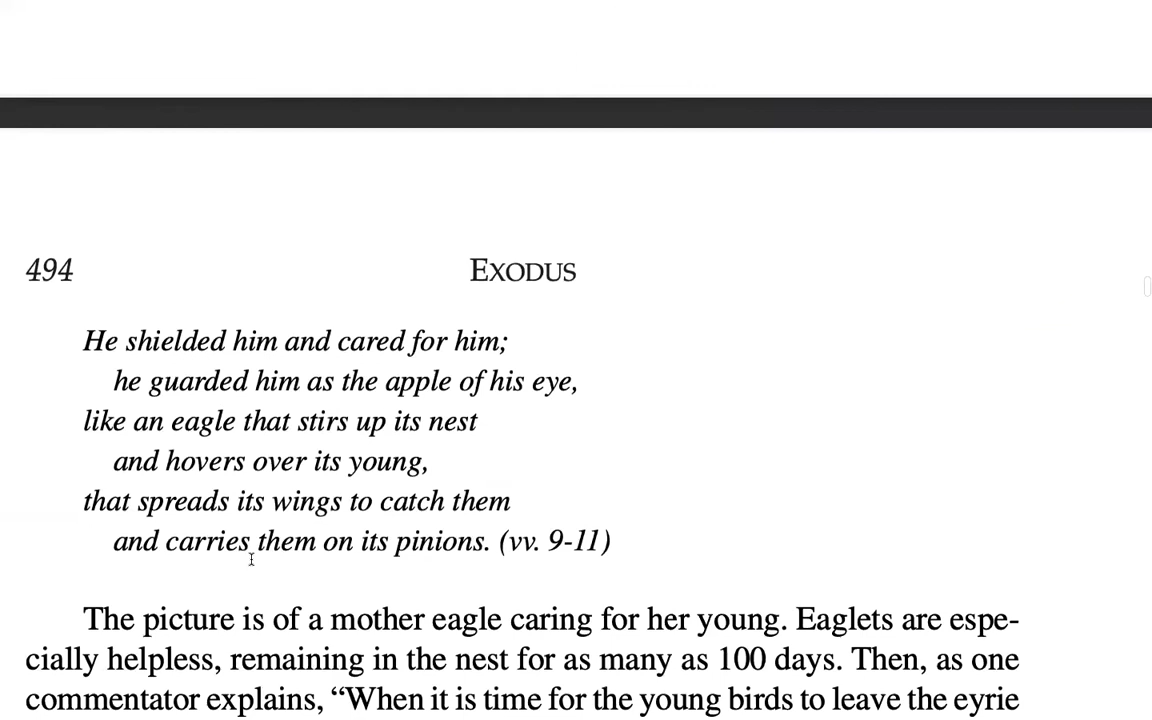 494 EXODUS
He shielded him and cared for him;
he guarded him as the apple of his eye,
like an eagle that stirs up its nest
and hovers over its young,
that spreads its wings to catch them
and carries them on its pinions. (vv. 9-11)
The picture is of a mother eagle caring for her young. Eaglets are espe-
cially helpless, remaining in the nest for as many as 100 days. Then, as one
commentator explains, “When it is time for the young birds to leave the eyrie